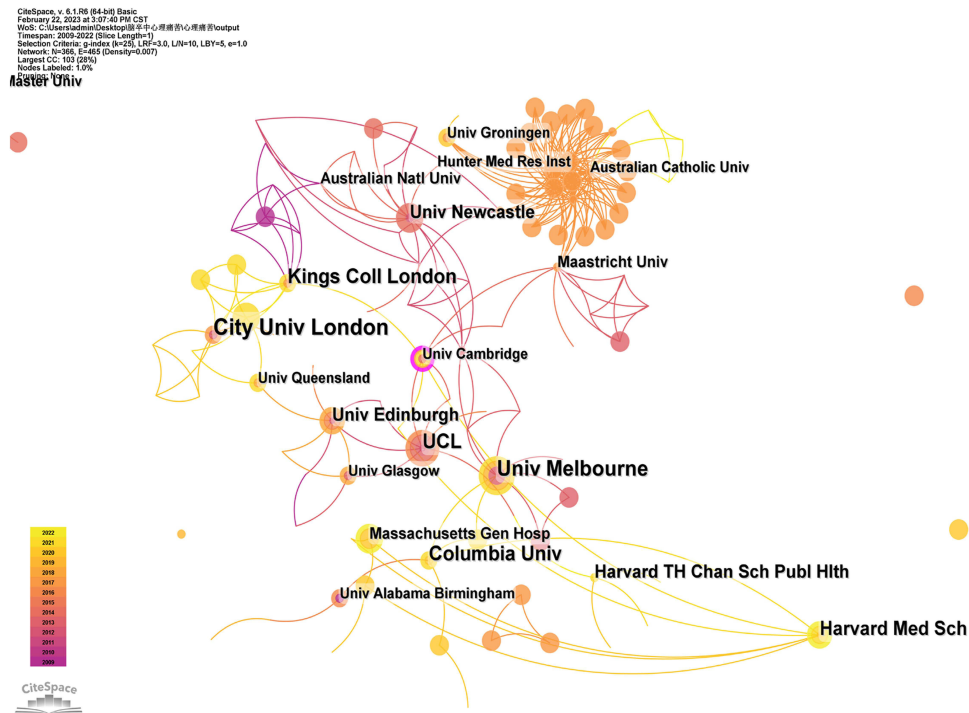 CiteSpace, v. 6.1.R6 (64-bit) Basic
February 22, 2023 at 3:07:40 PM CST
WoS: C:\Users\admin\Desktop\脑卒中心理痛苦\心理痛苦\output
Timespan: 2009-2022 (Slice Length=1)
Selection Criteria: g-index (k=25), LRF=3.0, L/N=10, LBY=5, e=1.0
Network: N=366, E=465 (Density=0.007)
Largest CC: 103 (28%)
Nodes Labeled: 1.0%
Pruning: None
Master Univ
Univ Groningen
Hunter Med Res Inst
Australian Catholic Univ
Australian Natl Univ
Univ Newcastle
Maastricht Univ
Kings Coll London
City Univ London
Univ Cambridge
Univ Queensland
Univ Edinburgh
UCL
Univ Glasgow
Univ Melbourne
Massachusetts Gen Hosp
Columbia Univ
Harvard TH Chan Sch Publ Hlth
Univ Alabama Birmingham
Harvard Med Sch
2022
2021
2020
2019
2018
2017
2016
2015
2014
2013
2012
2011
2010
2009
CiteSpace